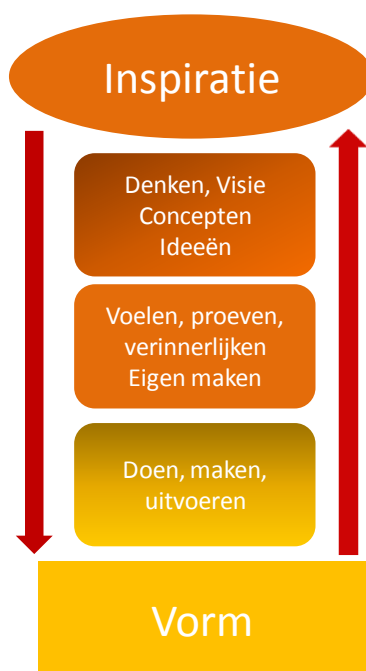 Inspiratie
Denken, Visie
Concepten
Ideeën
Voelen, proeven,
verinnerlijken
Eigen maken
Doen, maken,
uitvoeren
Vorm